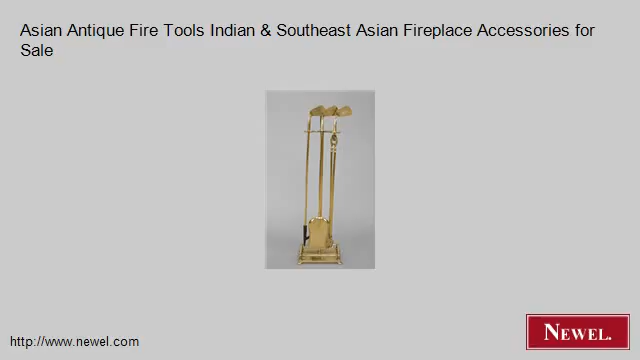 Asian Antique Fire Tools Indian & Southeast Asian Fireplace Accessories for
Sale
http://www.newel.com
NEWEL.